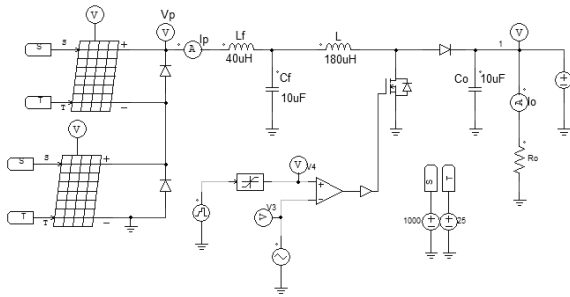 Vp
V
V
V
S
S
+
Ip
A
Lf
40uH
L
180uH
1
T
T
−
Cf
10uF
Co
10uF
A
Io
V
S
S
+
Ro
T
T
−
V
V4
+
−
V
V3
S
T
1000
25